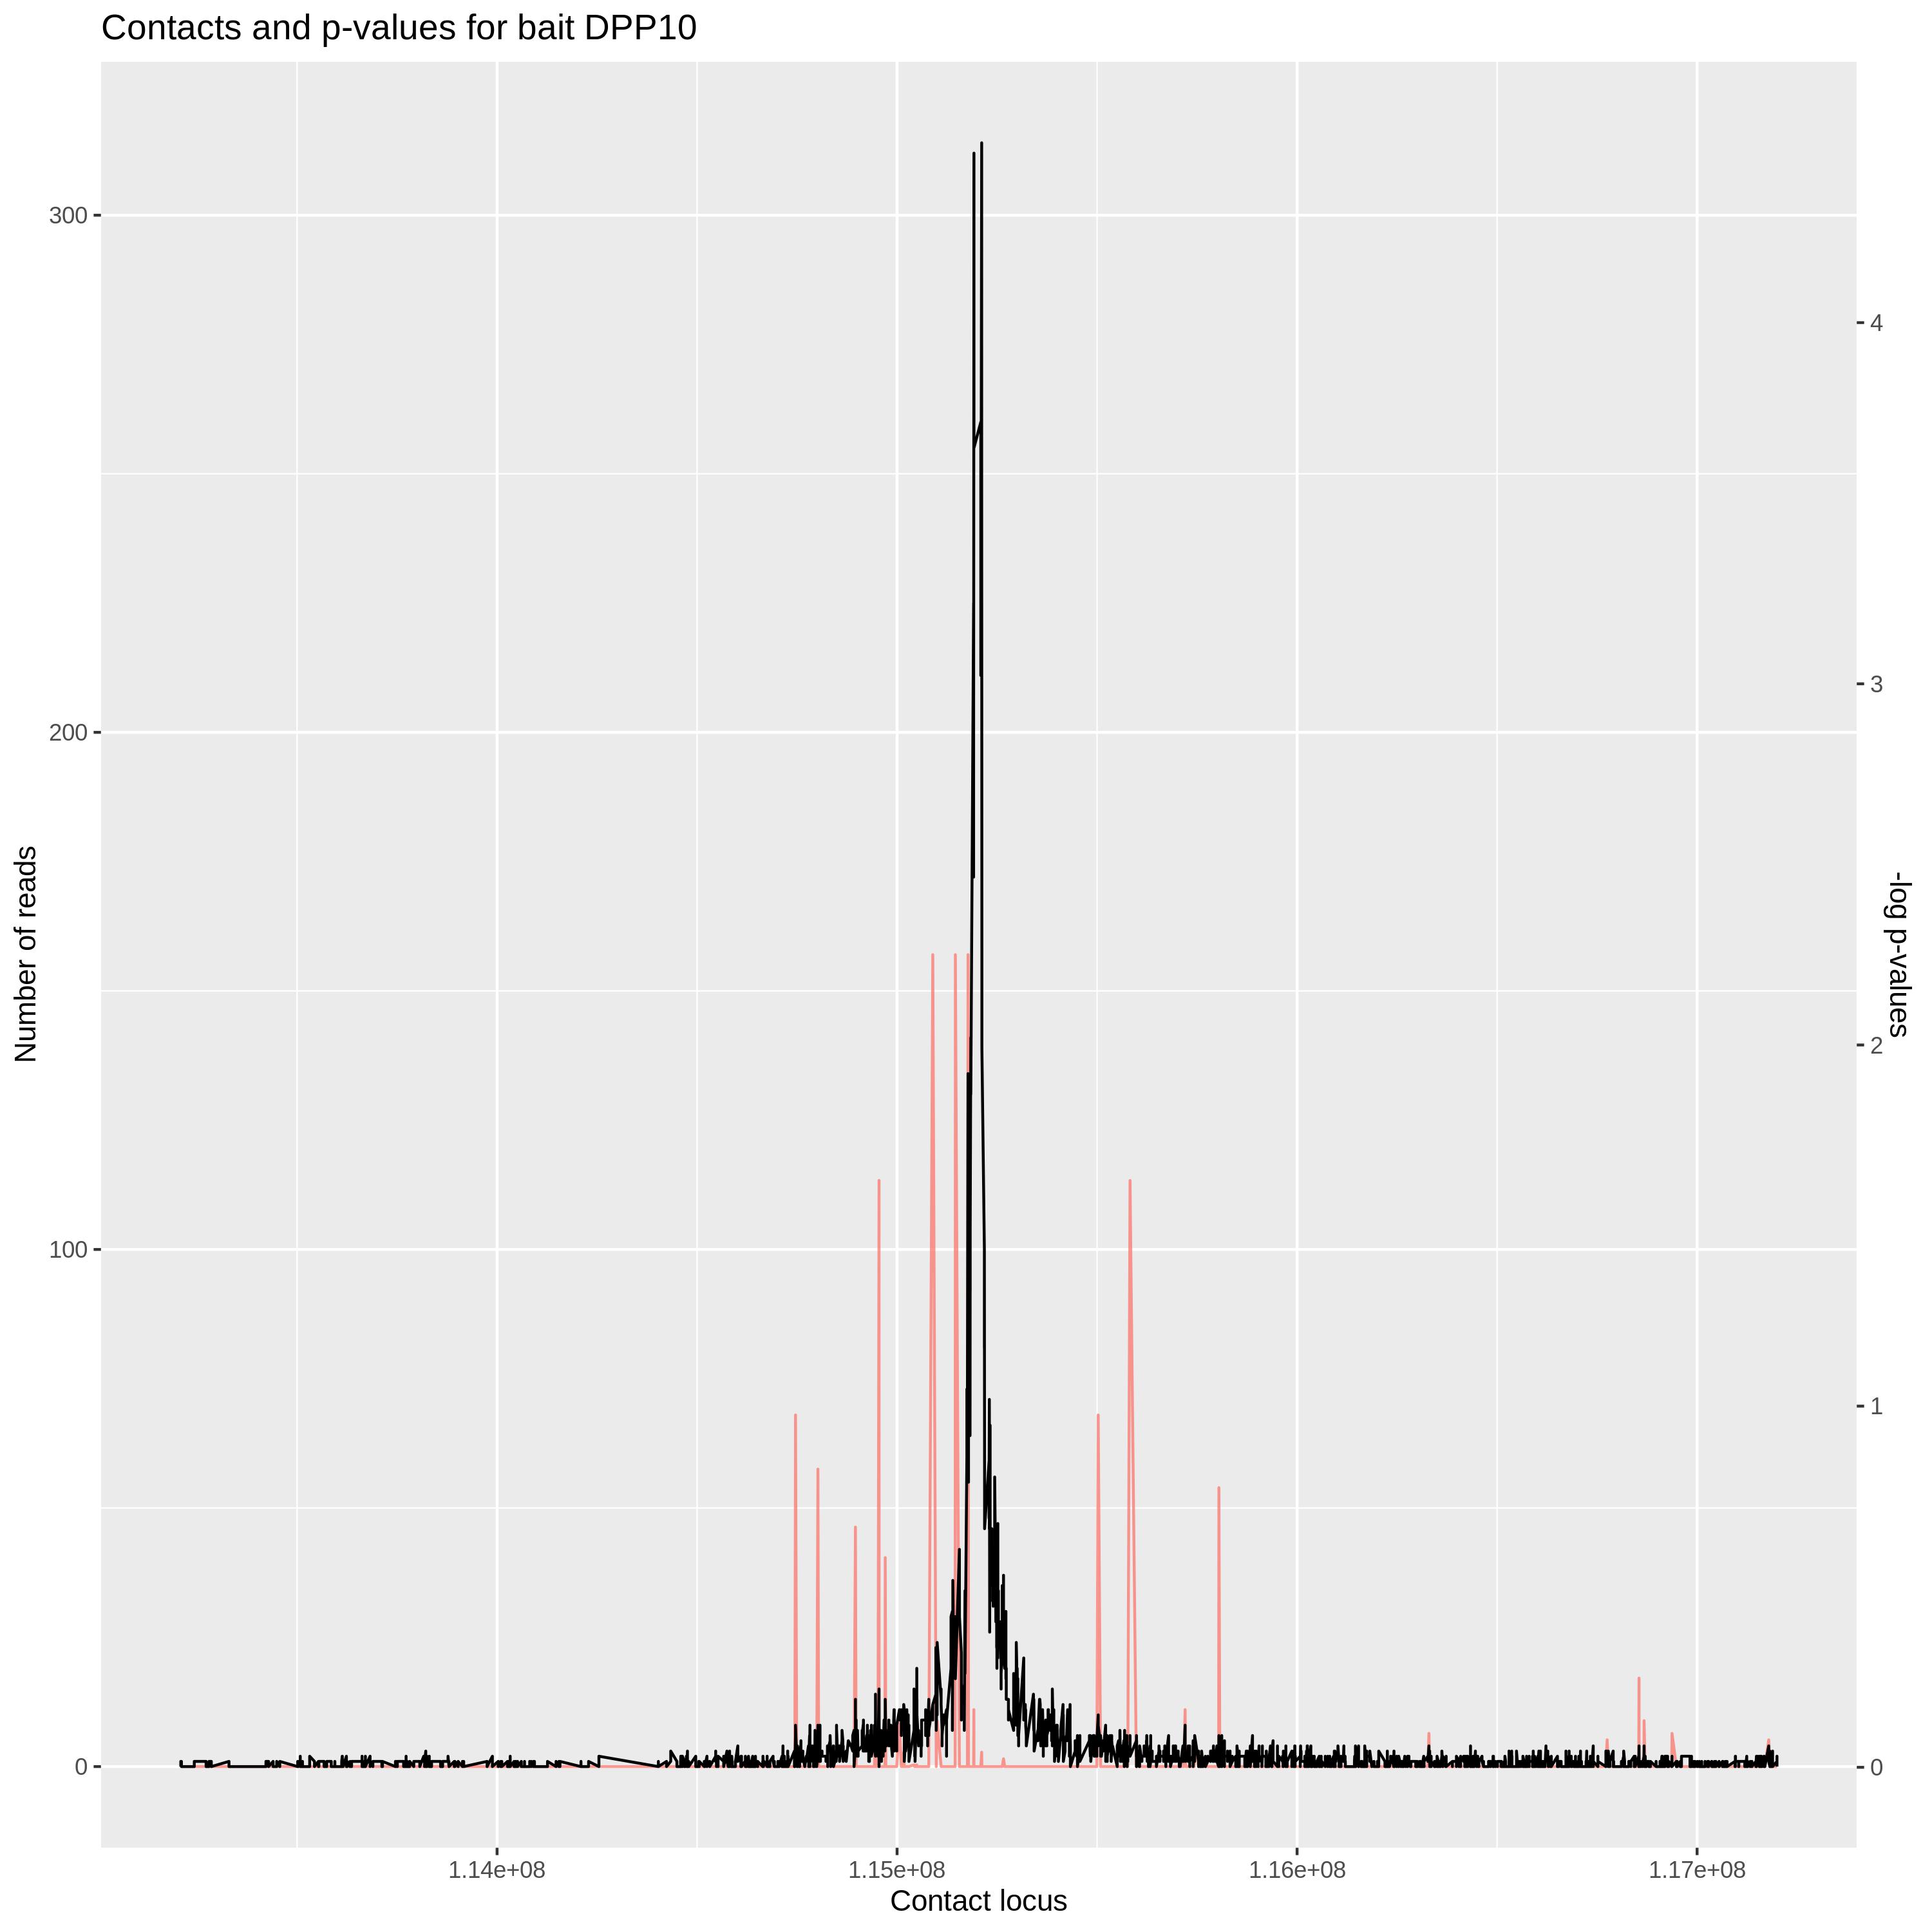 Contacts and p-values for bait DPP10
Number of reads
300
200
100
0
-log p-values
4
3
2
1
0
1.14e+08
1.15e+08
1.16e+08
1.17e+08
Contact locus